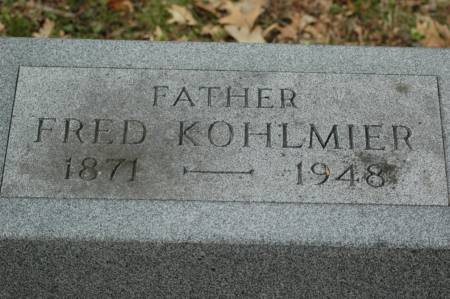 FATHER
FRED KOHLMIER
1871 — 1948